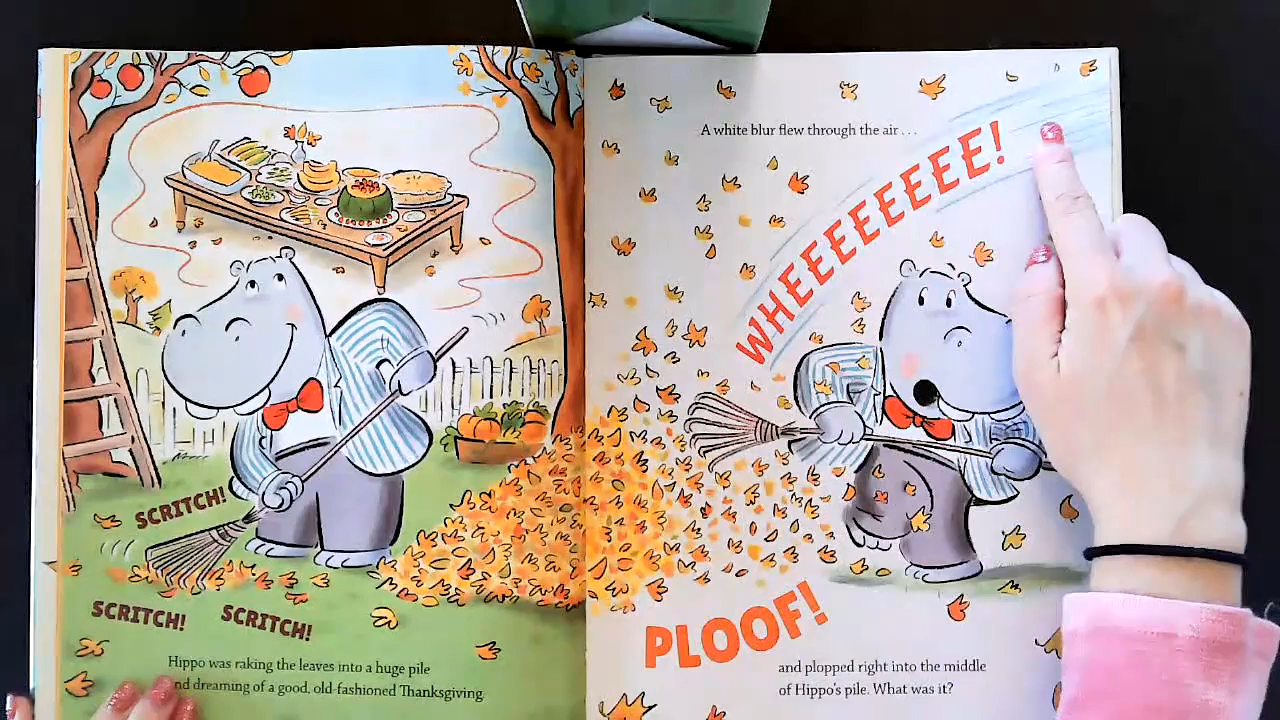 SCRITCH!
SCRITCH!
SCRITCH!
Hippo was raking the leaves into a huge pile
and dreaming of a good, old-fashioned Thanksgiving.
A white blur flew through the air . . .
WHEEEEEEEE!
PLOOF!
and plopped right into the middle
of Hippo's pile. What was it?